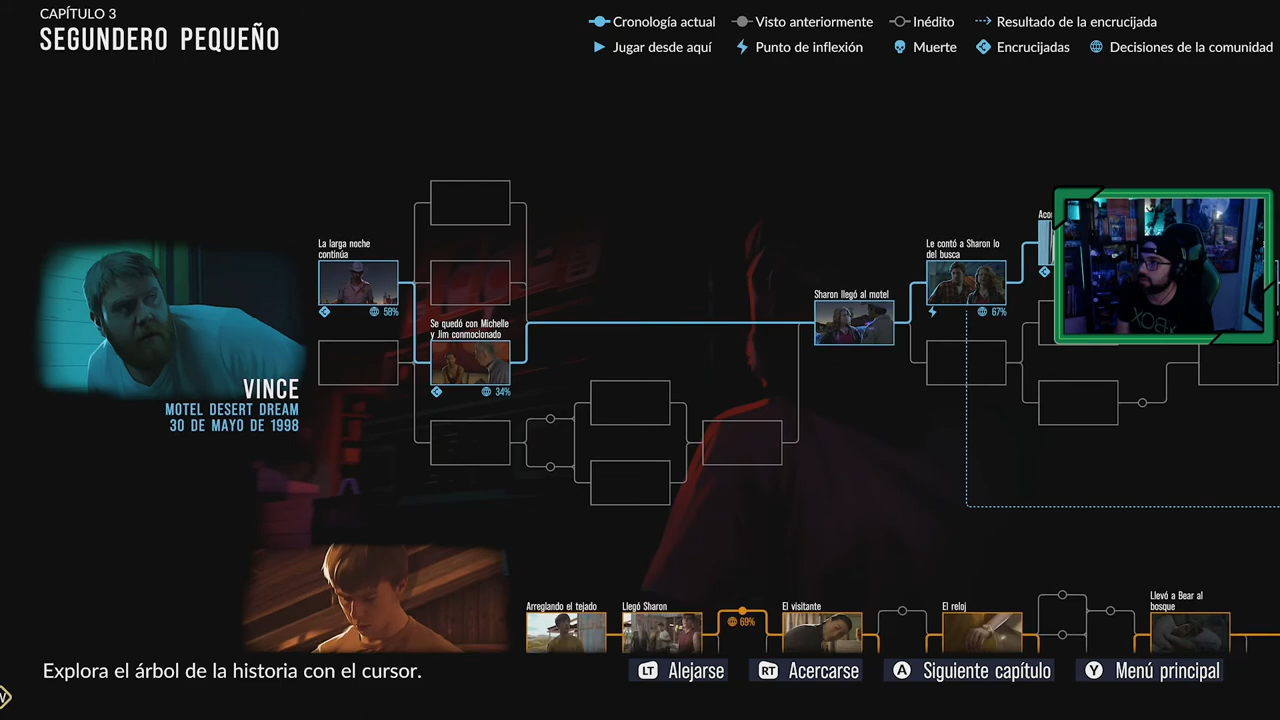 CAPÍTULO 3
SEGUNDERO PEQUEÑO
Cronología actual
Visto anteriormente
Inédito
Resultado de la encrucijada
Jugar desde aquí
Punto de inflexión
Muerte
Encrucijadas
Decisiones de la comunidad
La larga noche
continúa
58%
Se quedó con Michelle
y Jim conmocionado
34%
Sharon llegó al motel
Le contó a Sharon lo
del busca
67%
VINCE
MOTEL DESERT DREAM
30 DE MAYO DE 1998
XBOX
Arreglando el tejado
Llegó Sharon
69%
El visitante
El reloj
Llevó a Bear al
bosque
Explora el árbol de la historia con el cursor.
LT Alejarse
RT Acercarse
A Siguiente capítulo
Y Menú principal